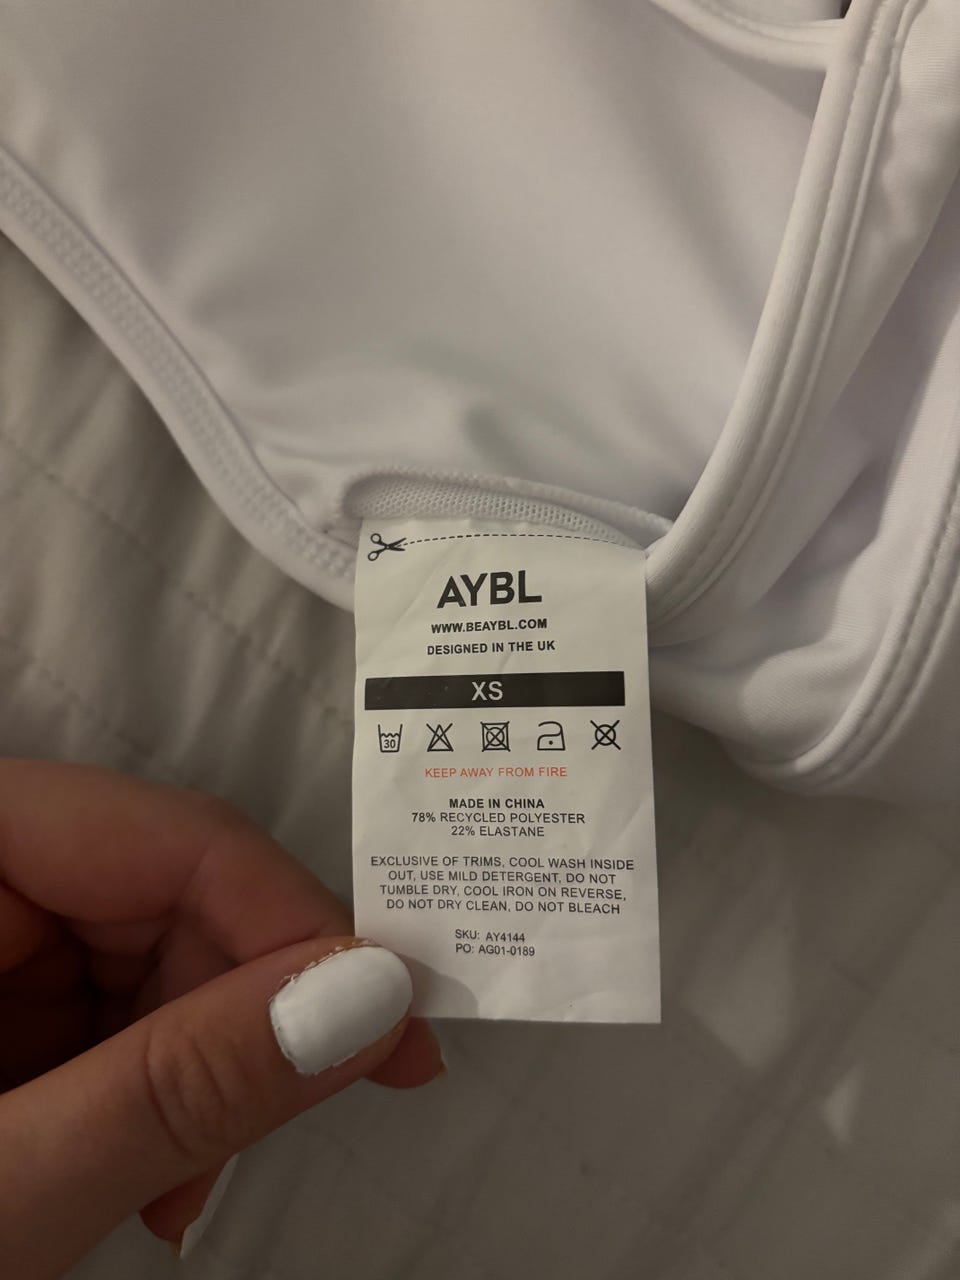 AYBL
WWW.BEAYBL.COM
DESIGNED IN THE UK
XS
30
KEEP AWAY FROM FIRE
MADE IN CHINA
78% RECYCLED POLYESTER
22% ELASTANE
EXCLUSIVE OF TRIMS, COOL WASH INSIDE
OUT, USE MILD DETERGENT, DO NOT
TUMBLE DRY, COOL IRON ON REVERSE,
DO NOT DRY CLEAN, DO NOT BLEACH
SKU: AY4144
PO: AG01-0189